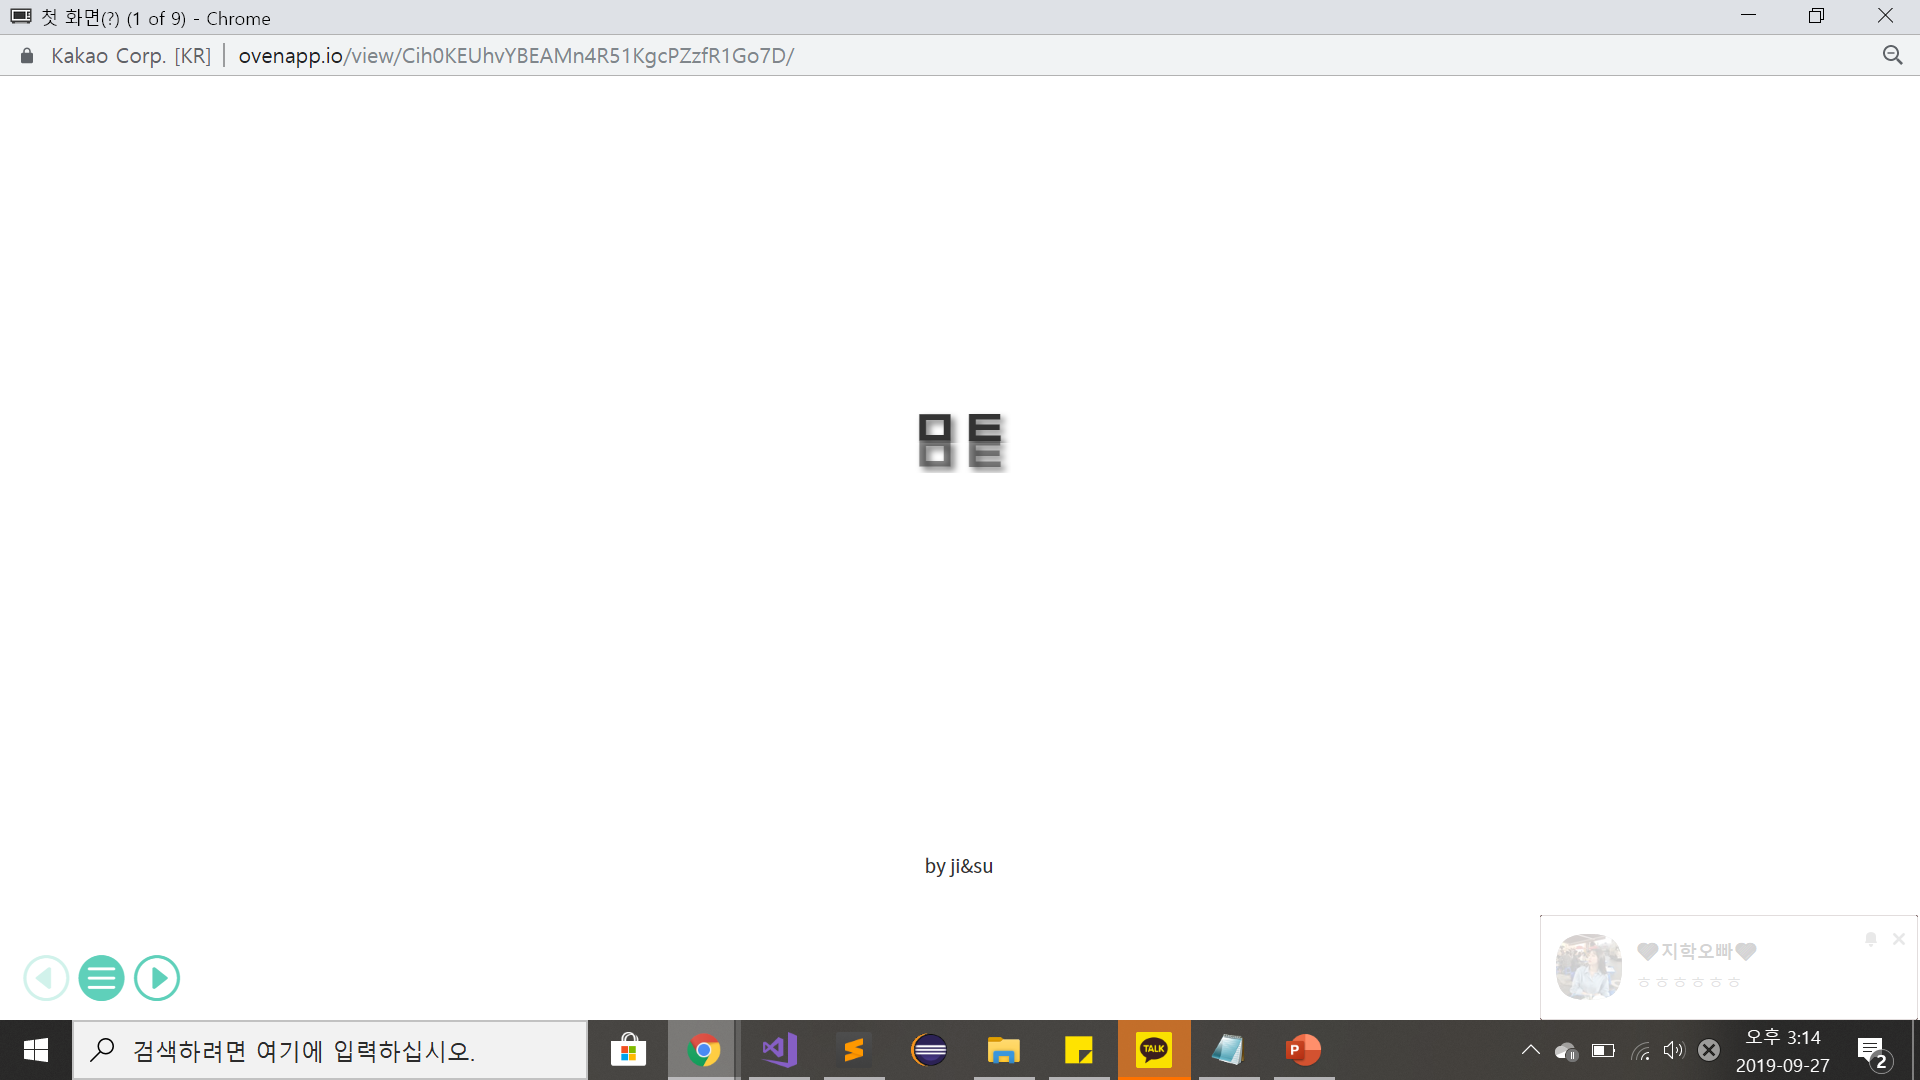 첫 화면(?) (1 of 9) - Chrome
Kakao Corp. [KR] | ovenapp.io/view/Cih0KEUhvYBEAMn4R51KgcPZzfR1Go7D/
ㅁ ㅌ
by ji&su
♥지학오빠♥
ㅎㅎㅎㅎㅎㅎ
검색하려면 여기에 입력하십시오.
TALK
P
오후 3:14
2019-09-27
2